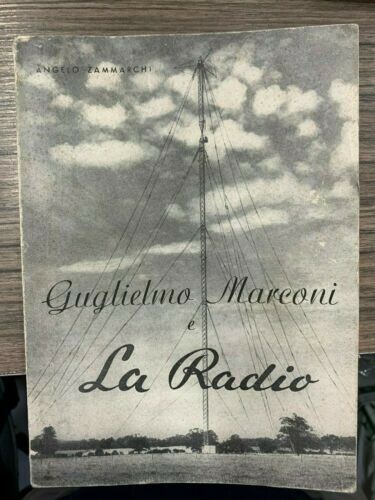 ANGELO ZAMMARCHI
Guglielmo Marconi
e
La Radio